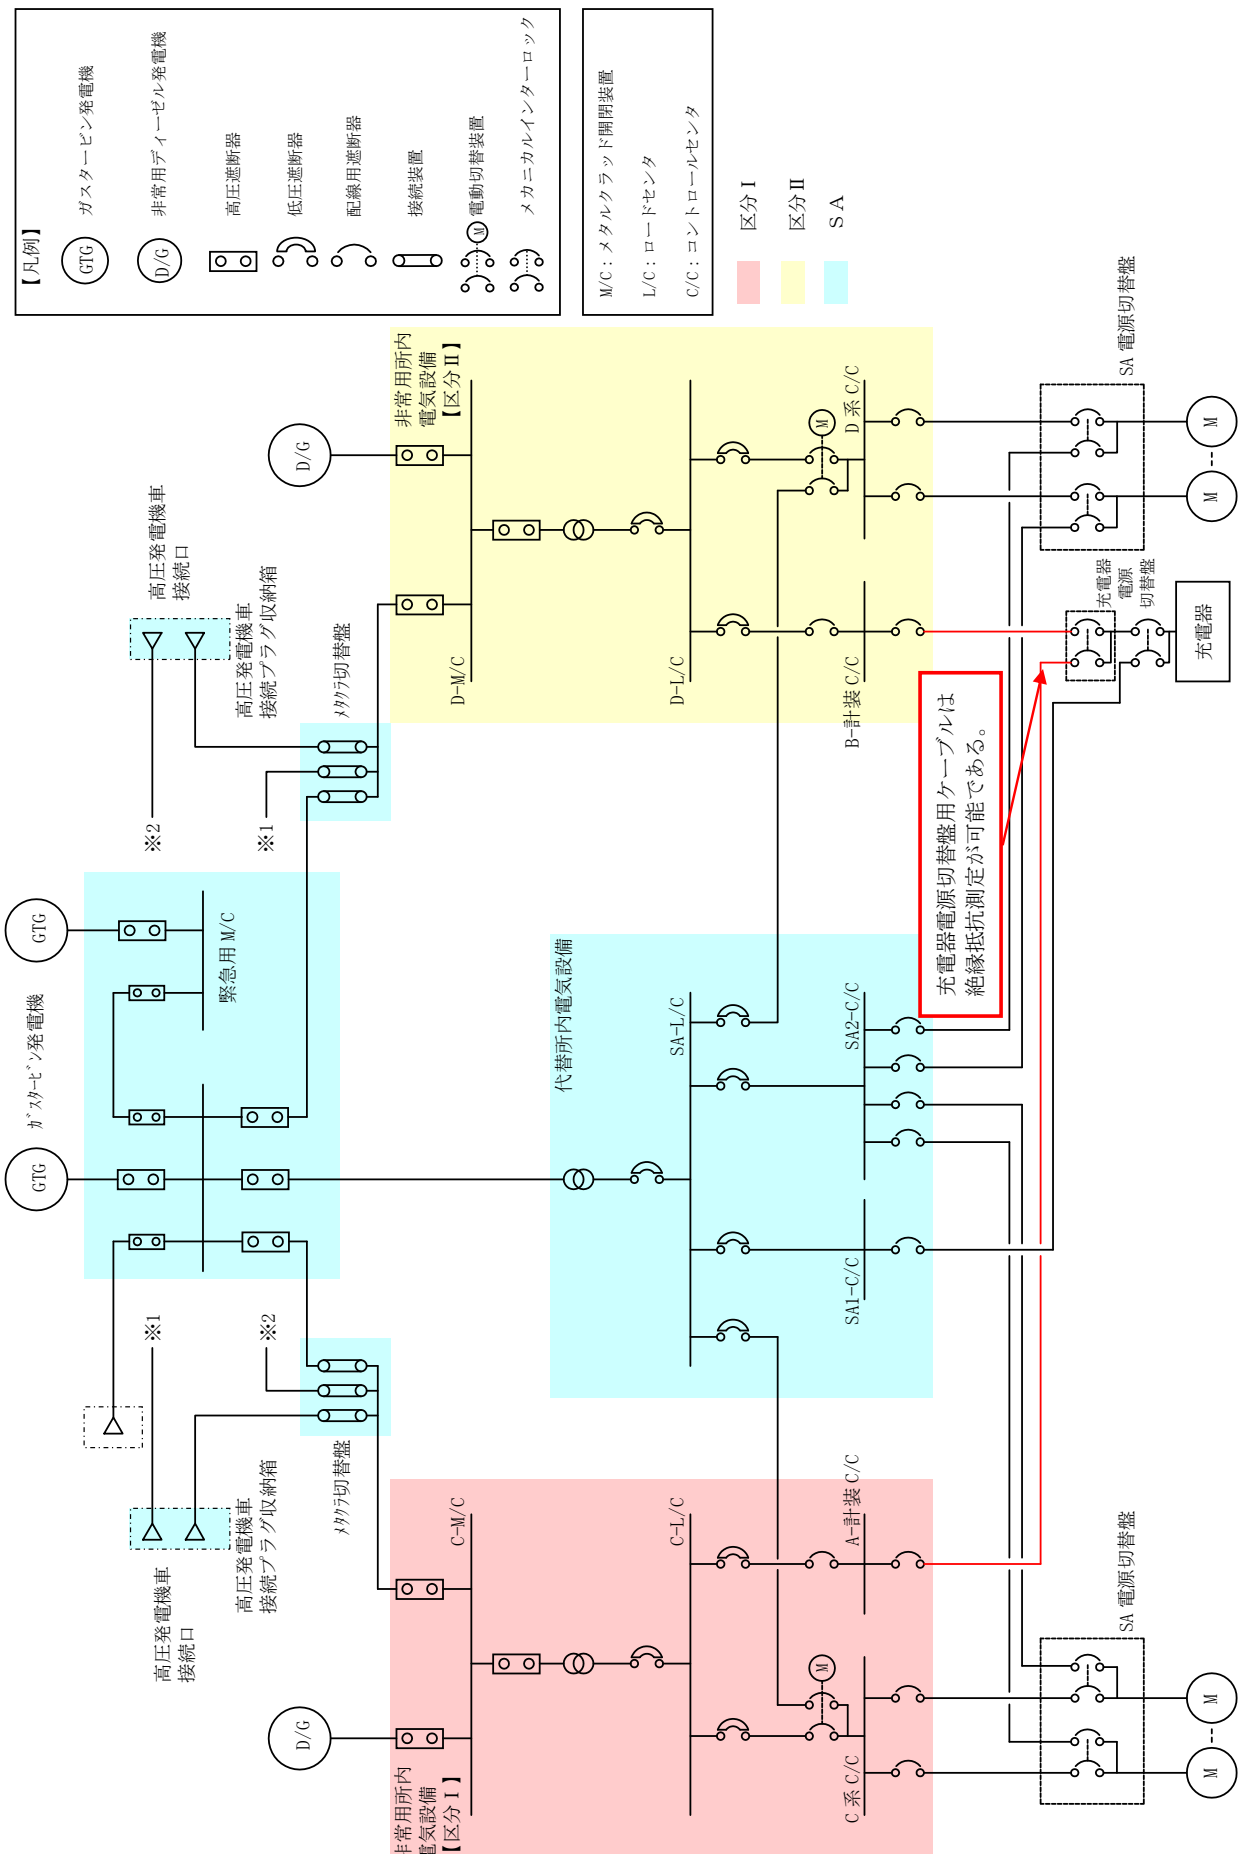 【凡例】
GTG
ガスタービン発電機
D/G
非常用ディーゼル発電機
高圧遮断器
低圧遮断器
配線用遮断器
接続装置
M
電動切替装置
メカニカルインターロック
M/C：メタルクラッド開閉装置
L/C：ロードセンタ
C/C：コントロールセンタ
区分Ⅰ
区分Ⅱ
ＳＡ
GTG
GTG
ｶﾞｽﾀｰﾋﾞﾝ発電機
緊急用 M/C
高圧発電機車
接続口
高圧発電機車
接続プラグ収納箱
※2
※1
ﾒﾀｸﾗ切替盤
D/G
非常用所内
電気設備
【区分Ⅱ】
D-M/C
D-L/C
M
D 系 C/C
B-計装 C/C
SA 電源切替盤
M
M
充電器
電源
切替盤
充電器
充電器電源切替盤用ケーブルは
絶縁抵抗測定が可能である。
代替所内電気設備
SA-L/C
SA2-C/C
SA1-C/C
※1
※2
高圧発電機車
接続口
高圧発電機車
接続プラグ収納箱
ﾒﾀｸﾗ切替盤
D/G
非常用所内
電気設備
【区分Ⅰ】
C-M/C
C-L/C
A-計装 C/C
M
C 系 C/C
SA 電源切替盤
M
M